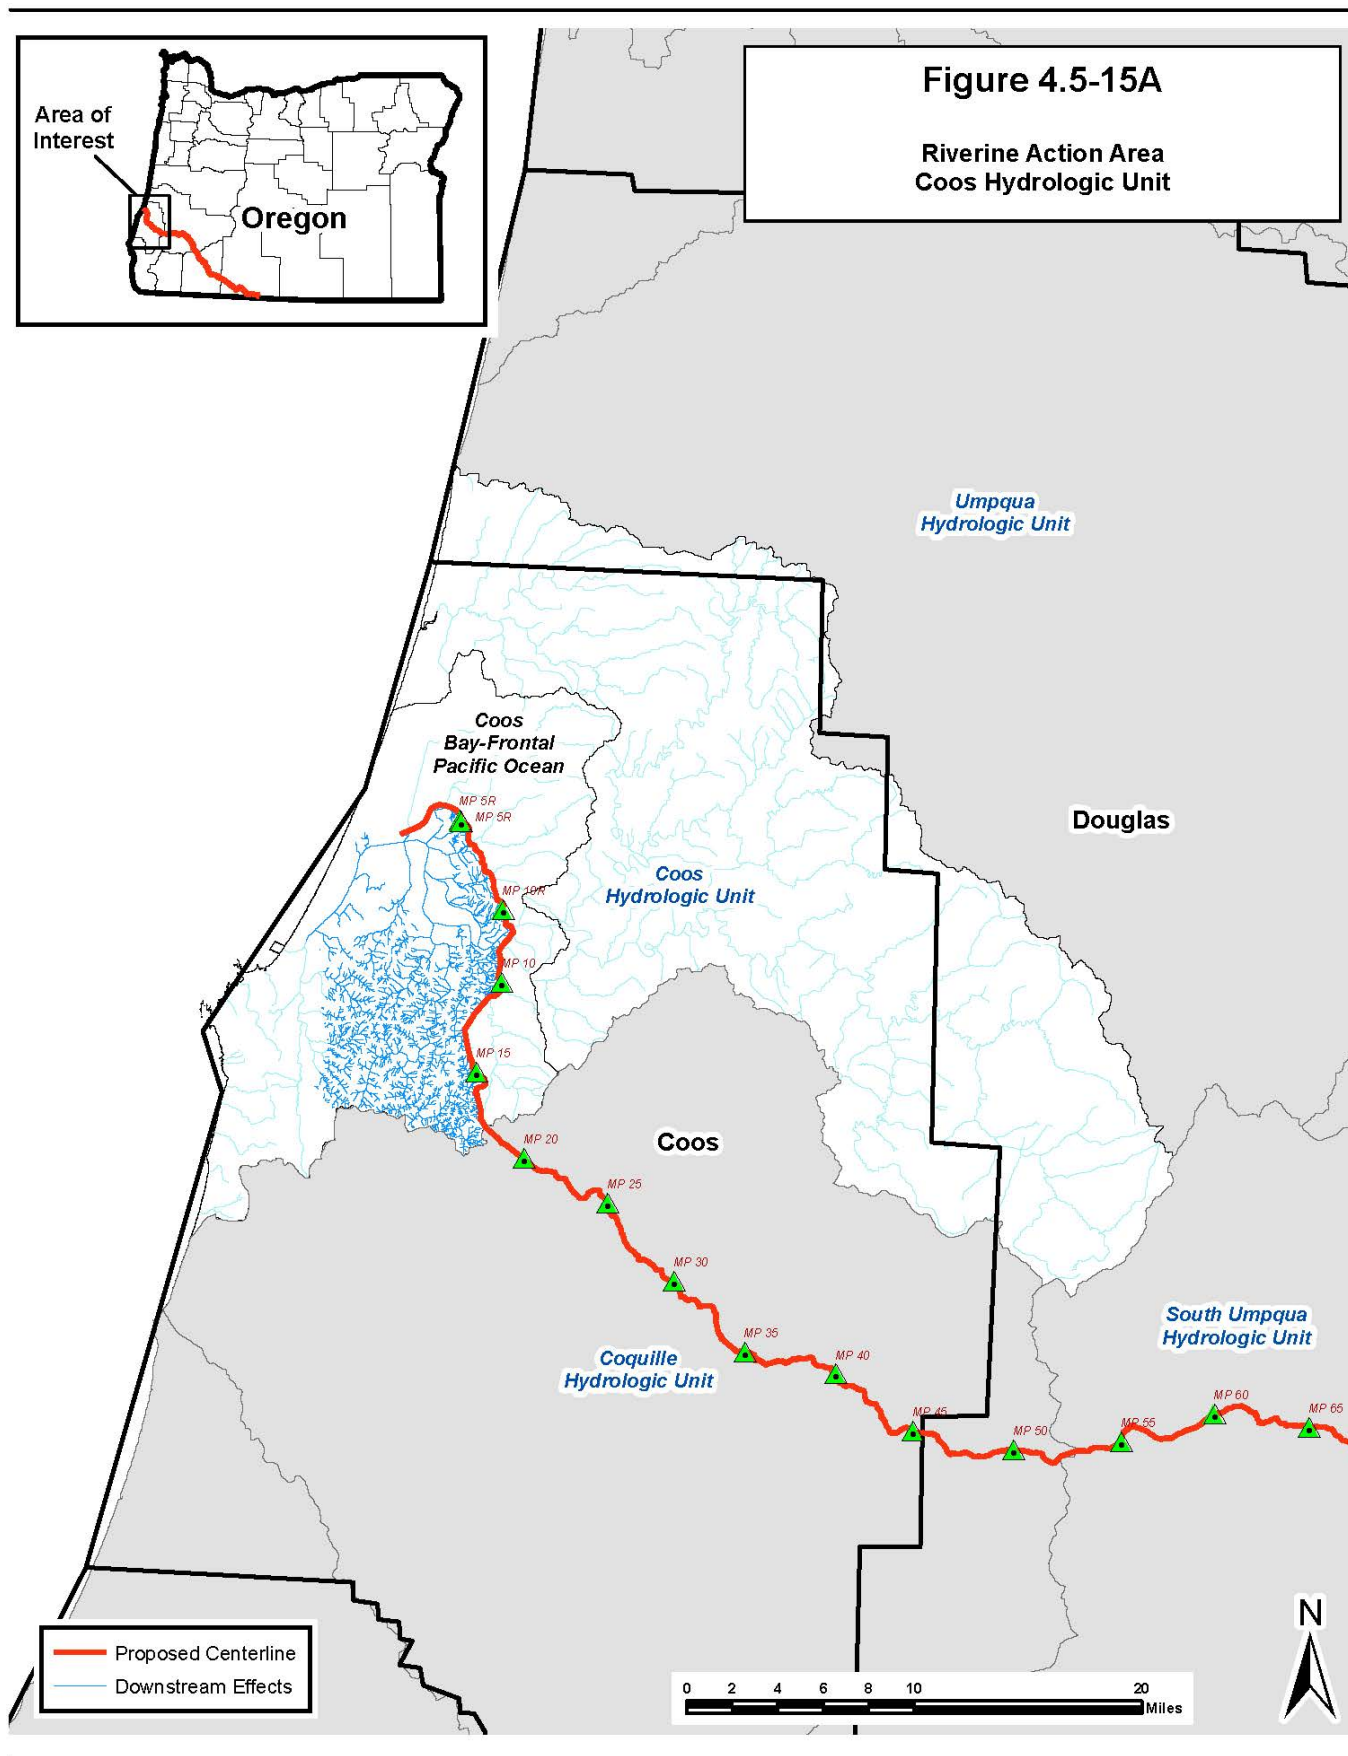 Figure 4.5-15A
Riverine Action Area
Coos Hydrologic Unit
Area of
Interest
Oregon
Umpqua
Hydrologic Unit
Coos
Bay-Frontal
Pacific Ocean
MP 5R
MP 5R
Douglas
Coos
Hydrologic Unit
MP 10R
MP 10
MP 15
Coos
MP 20
MP 25
MP 30
South Umpqua
Hydrologic Unit
MP 35
Coquille
Hydrologic Unit
MP 40
MP 45
MP 50
MP 55
MP 60
MP 65
N
Proposed Centerline
Downstream Effects
0 2 4 6 8 10 20
Miles